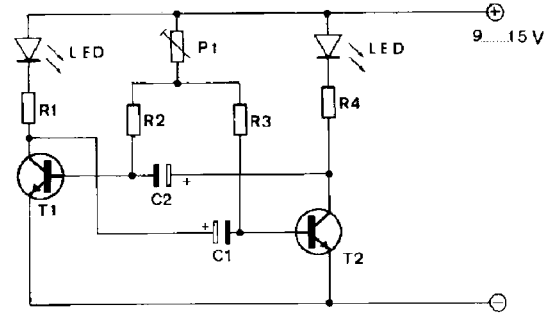 LED
P1
LED
9......15 V
R1
R2
R3
R4
T1
C2
+
+
C1
T2